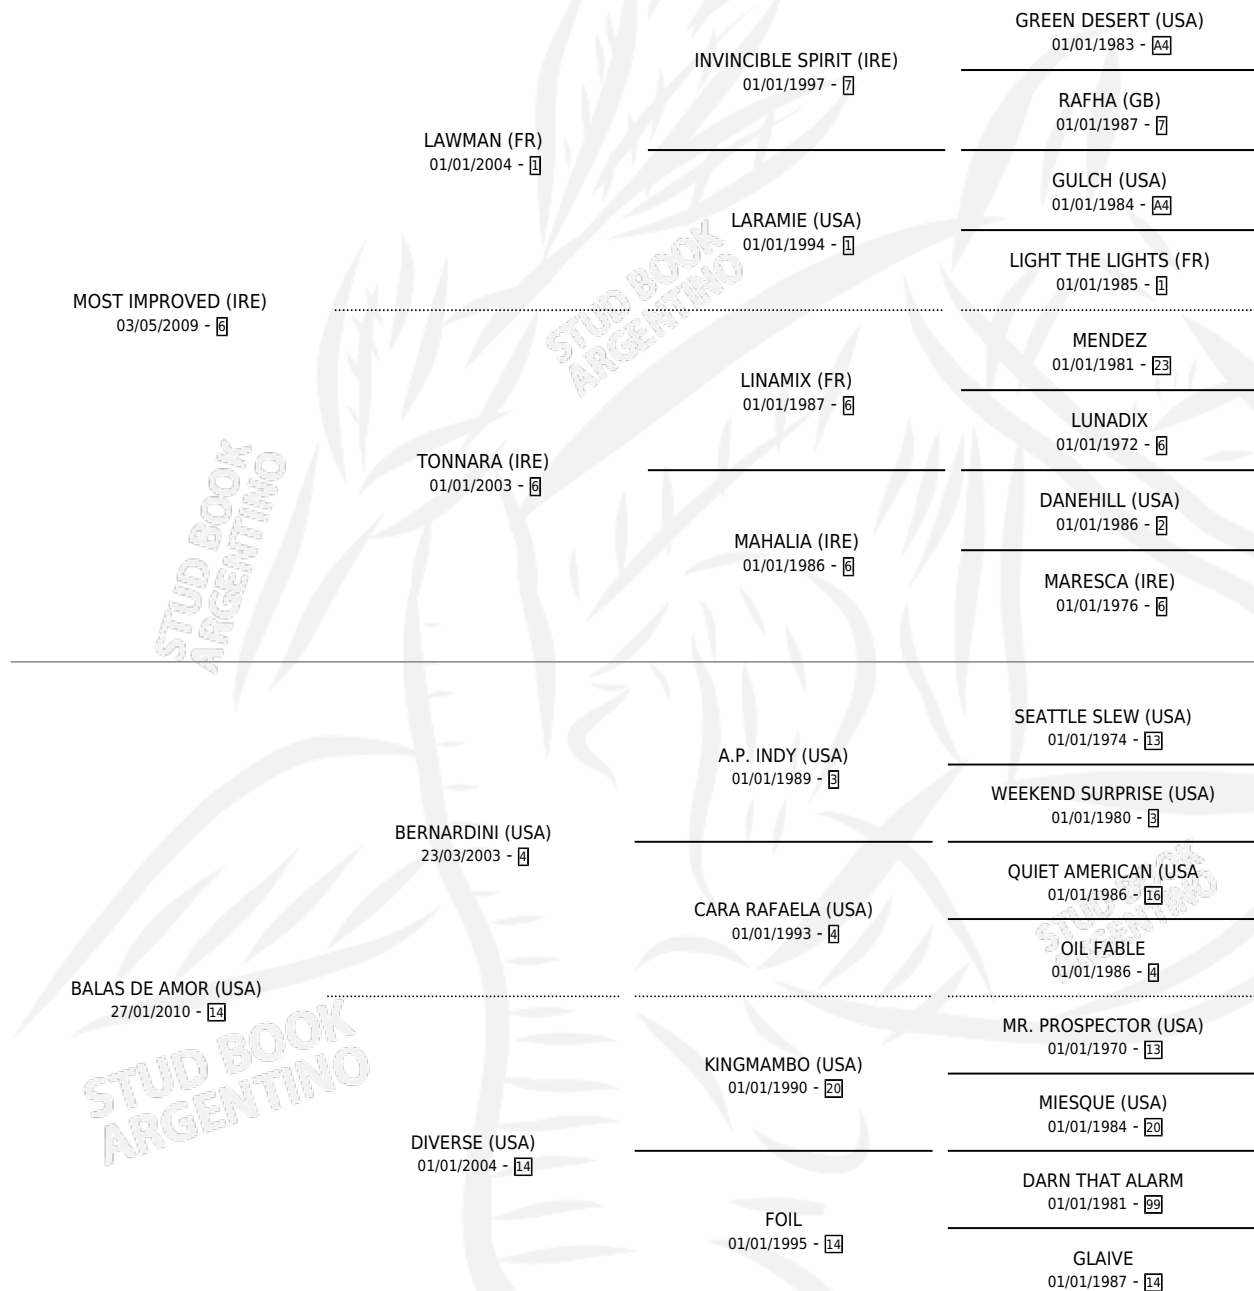 GREEN DESERT (USA)
01/01/1983 - A4
INVINCIBLE SPIRIT (IRE)
01/01/1997 - 7
RAFHA (GB)
01/01/1987 - 7
LAWMAN (FR)
01/01/2004 - 1
GULCH (USA)
01/01/1984 - A4
LARAMIE (USA)
01/01/1994 - 1
LIGHT THE LIGHTS (FR)
01/01/1985 - 1
MOST IMPROVED (IRE)
03/05/2009 - 6
STUD BOOK
ARGENTINO
MENDEZ
01/01/1981 - 23
LINAMIX (FR)
01/01/1987 - 6
LUNADIX
01/01/1972 - 6
TONNARA (IRE)
01/01/2003 - 6
DANEHILL (USA)
01/01/1986 - 2
MAHALIA (IRE)
01/01/1986 - 6
MARESCA (IRE)
01/01/1976 - 6
STUD BOOK
ARGENTINO
SEATTLE SLEW (USA)
01/01/1974 - 13
A.P. INDY (USA)
01/01/1989 - 3
WEEKEND SURPRISE (USA)
01/01/1980 - 3
BERNARDINI (USA)
23/03/2003 - 4
QUIET AMERICAN (USA
01/01/1986 - 16
CARA RAFAELA (USA)
01/01/1993 - 4
OIL FABLE
01/01/1986 - 4
STUD BOOK
ARGENTINO
BALAS DE AMOR (USA)
27/01/2010 - 14
MR. PROSPECTOR (USA)
01/01/1970 - 13
KINGMAMBO (USA)
01/01/1990 - 20
MIESQUE (USA)
01/01/1984 - 20
STUD BOOK
ARGENTINO
DIVERSE (USA)
01/01/2004 - 14
DARN THAT ALARM
01/01/1981 - 99
FOIL
01/01/1995 - 14
GLAIVE
01/01/1987 - 14